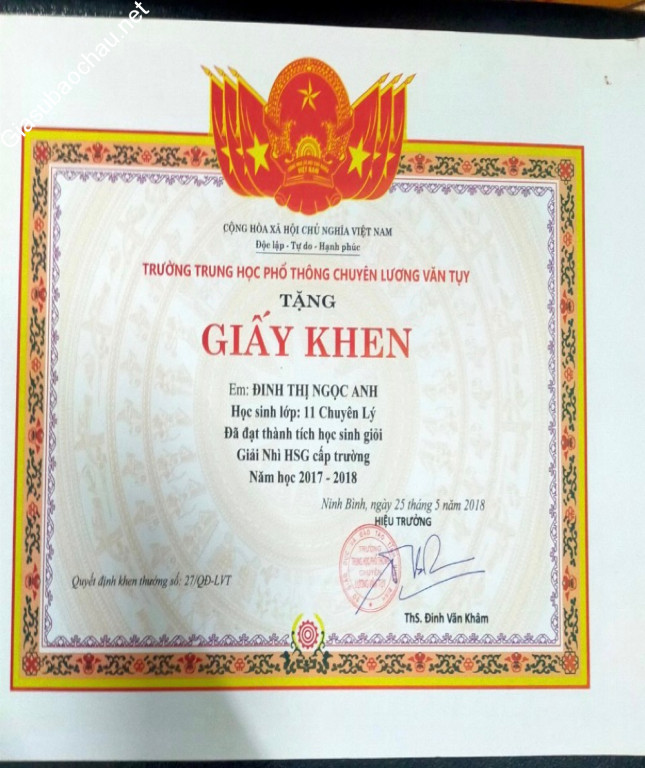 Giasubaochau.net
CỘNG HÒA XÃ HỘI CHỦ NGHĨA VIỆT NAM
Độc lập - Tự do - Hạnh phúc
TRƯỜNG TRUNG HỌC PHỔ THÔNG CHUYÊN LƯƠNG VĂN TỤY
TẶNG
GIẤY KHEN
Em: ĐINH THỊ NGỌC ANH
Học sinh lớp: 11 Chuyên Lý
Đã đạt thành tích học sinh giỏi
Giải Nhì HSG cấp trường
Năm học 2017 - 2018
Ninh Bình, ngày 25 tháng 5 năm 2018
HIỆU TRƯỞNG
TRƯỜNG
CHUYÊN
Quyết định khen thưởng số: 27/QĐ-LVT
ThS. Đinh Văn Khâm